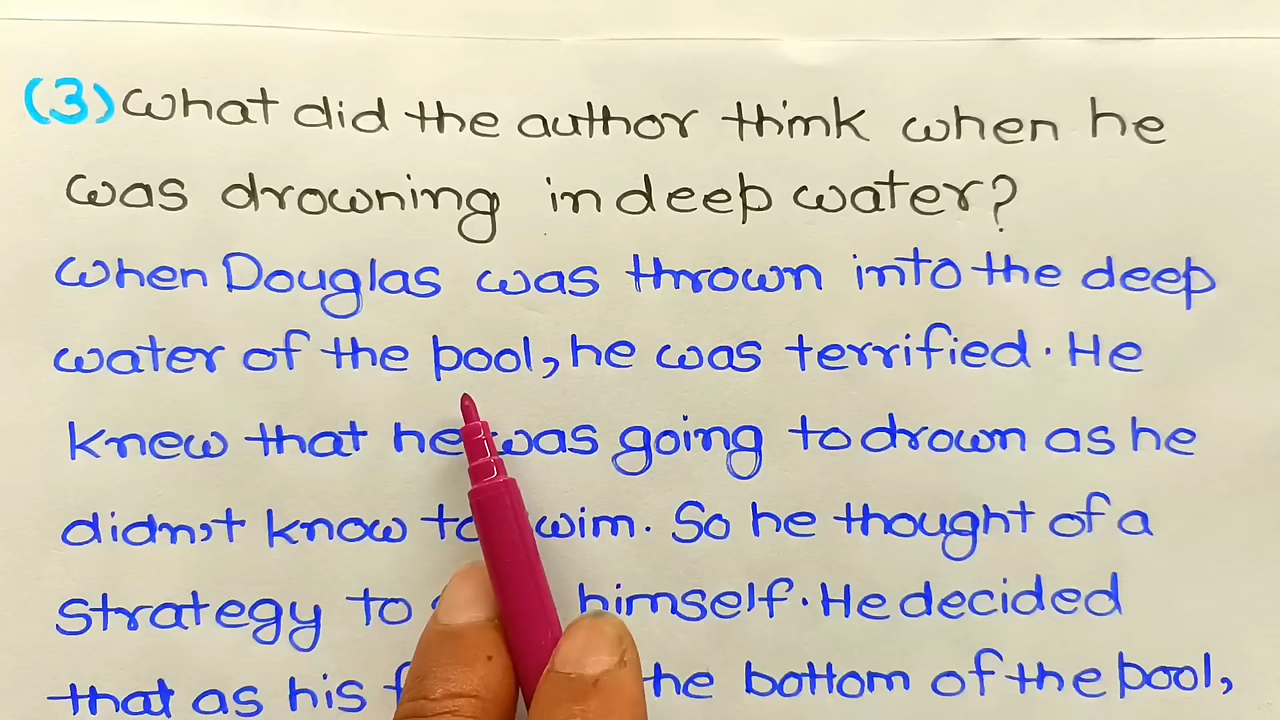 (3) What did the author think when he
was drowning in deep water?
When Douglas was thrown into the deep
water of the pool, he was terrified. He
knew that he was going to drown as he
didn't know to swim. So he thought of a
strategy to himself. He decided
that as his the bottom of the pool,